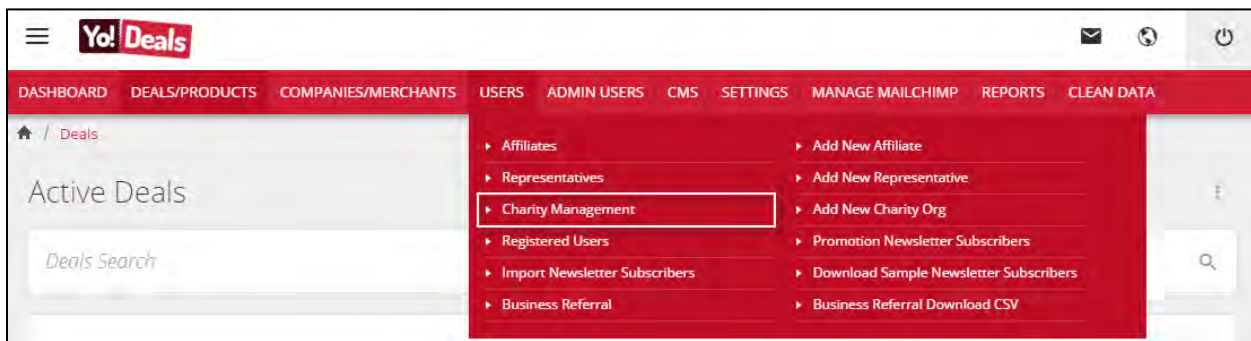 Yo! Deals
DASHBOARD DEALS/PRODUCTS COMPANIES/MERCHANTS USERS ADMIN USERS CMS SETTINGS MANAGE MAILCHIMP REPORTS CLEAN DATA
/ Deals
Affiliates Add New Affiliate
Representatives Add New Representative
Active Deals
Charity Management Add New Charity Org
Registered Users Promotion Newsletter Subscribers
Deals Search
Import Newsletter Subscribers Download Sample Newsletter Subscribers
Business Referral Business Referral Download CSV